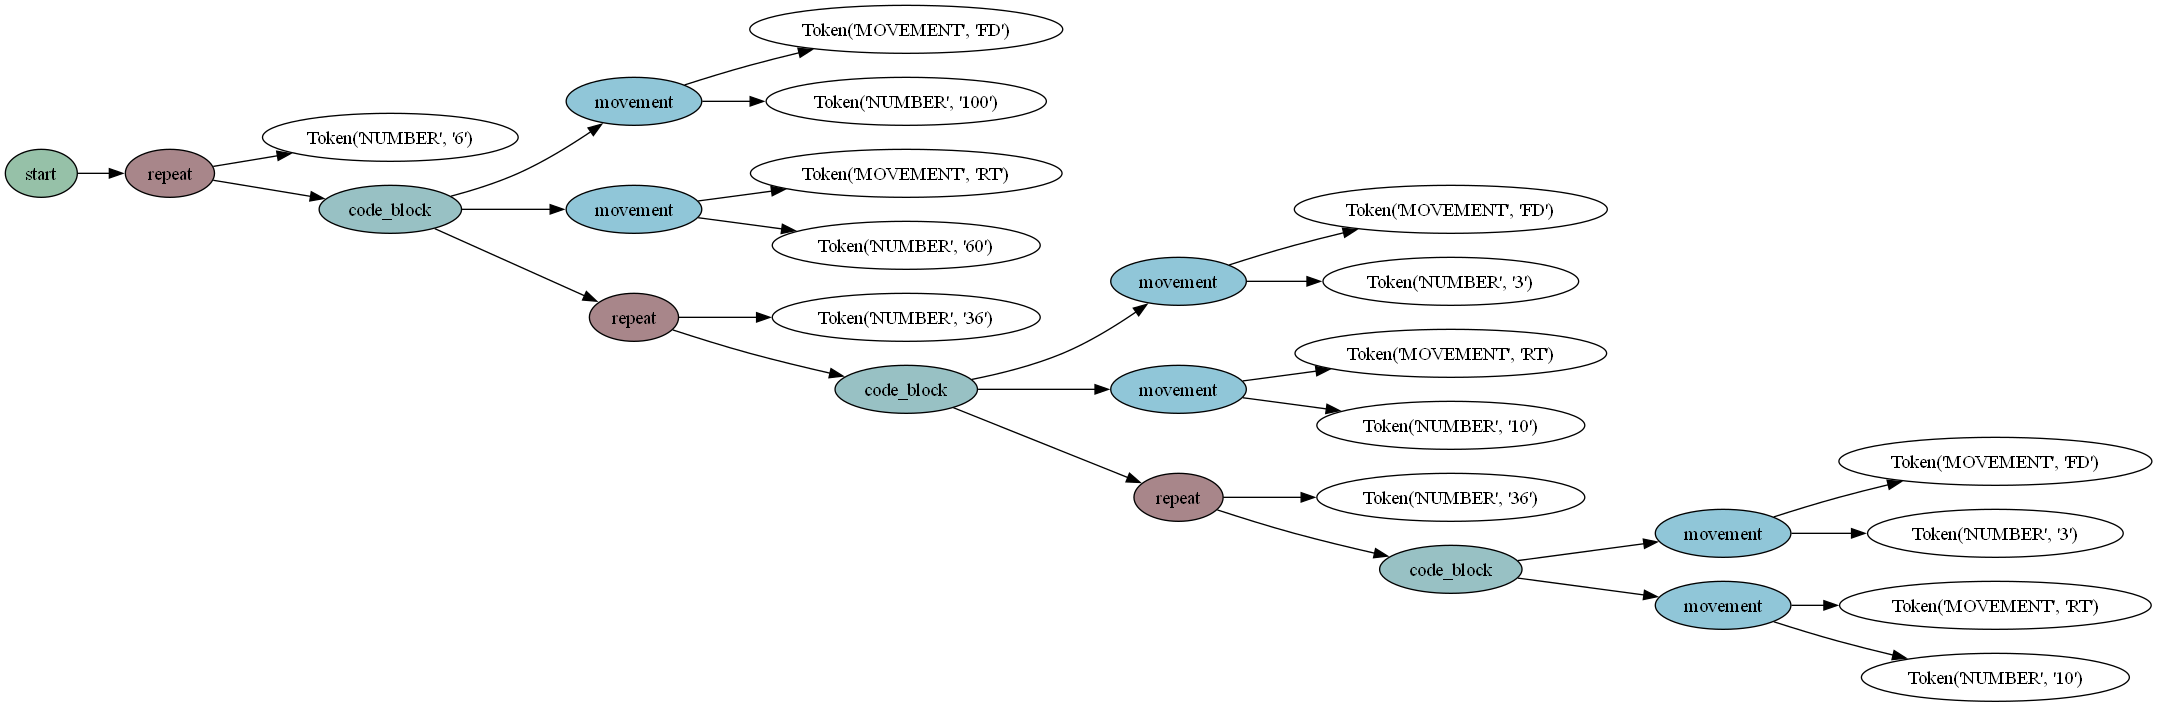 start
repeat
Token('NUMBER', '6')
code_block
movement
Token('MOVEMENT', 'FD')
Token('NUMBER', '100')
movement
Token('MOVEMENT', 'RT')
Token('NUMBER', '60')
repeat
Token('NUMBER', '36')
code_block
movement
Token('MOVEMENT', 'FD')
Token('NUMBER', '3')
movement
Token('MOVEMENT', 'RT')
Token('NUMBER', '10')
repeat
Token('NUMBER', '36')
code_block
movement
Token('MOVEMENT', 'FD')
Token('NUMBER', '3')
movement
Token('MOVEMENT', 'RT')
Token('NUMBER', '10')